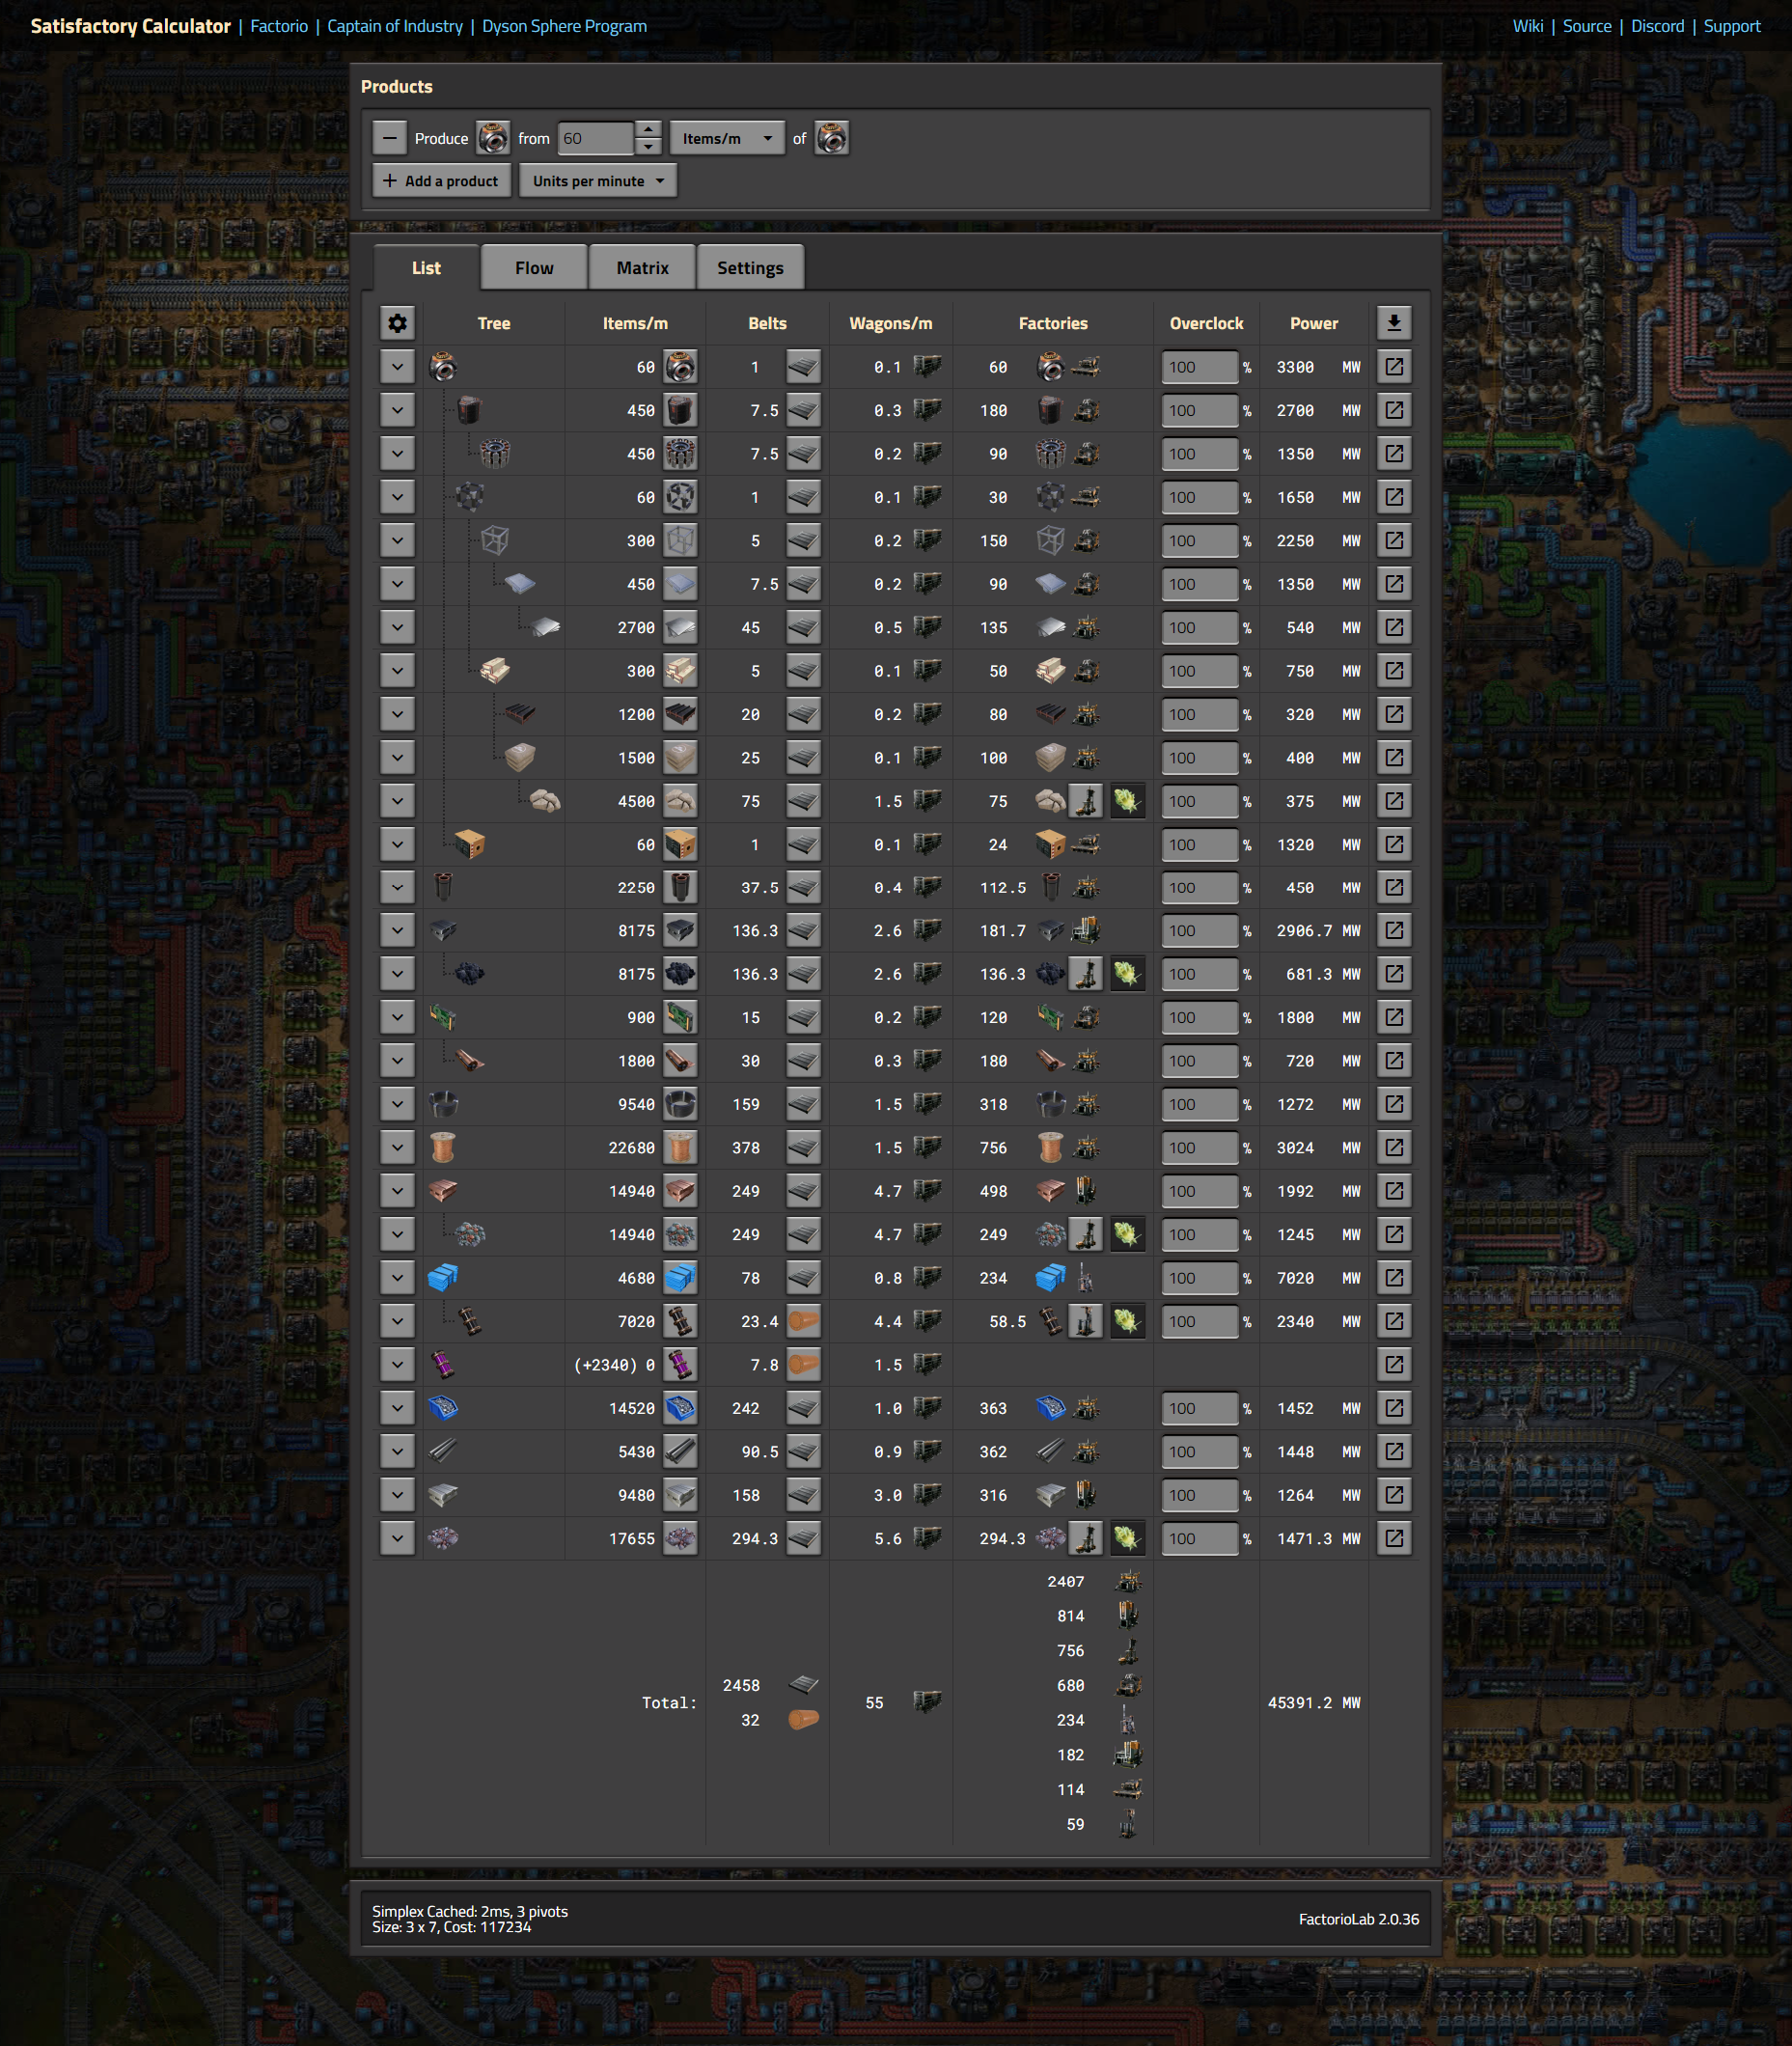 Satisfactory Calculator | Factorio | Captain of Industry | Dyson Sphere Program
Wiki | Source | Discord | Support
Products
Produce from 60 Items/m of
Add a product Units per minute
List Flow Matrix Settings
Tree Items/m Belts Wagons/m Factories Overclock Power
60 1 0.1 60 100 % 3300 MW
450 7.5 0.3 180 100 % 2700 MW
450 7.5 0.2 90 100 % 1350 MW
60 1 0.1 30 100 % 1650 MW
300 5 0.2 150 100 % 2250 MW
450 7.5 0.2 90 100 % 1350 MW
2700 45 0.5 135 100 % 540 MW
300 5 0.1 50 100 % 750 MW
1200 20 0.2 80 100 % 320 MW
1500 25 0.1 100 100 % 400 MW
4500 75 1.5 75 100 % 375 MW
60 1 0.1 24 100 % 1320 MW
2250 37.5 0.4 112.5 100 % 450 MW
8175 136.3 2.6 181.7 100 % 2906.7 MW
8175 136.3 2.6 136.3 100 % 681.3 MW
900 15 0.2 120 100 % 1800 MW
1800 30 0.3 180 100 % 720 MW
9540 159 1.5 318 100 % 1272 MW
22680 378 1.5 756 100 % 3024 MW
14940 249 4.7 498 100 % 1992 MW
14940 249 4.7 249 100 % 1245 MW
4680 78 0.8 234 100 % 7020 MW
7020 23.4 4.4 58.5 100 % 2340 MW
(+2340) 0 7.8 1.5
14520 242 1.0 363 100 % 1452 MW
5430 90.5 0.9 362 100 % 1448 MW
9480 158 3.0 316 100 % 1264 MW
17655 294.3 5.6 294.3 100 % 1471.3 MW
2407
814
756
2458
680
Total: 55 45391.2 MW
32
234
182
114
59
Simplex Cached: 2ms, 3 pivots
Size: 3 x 7, Cost: 117234
FactorioLab 2.0.36